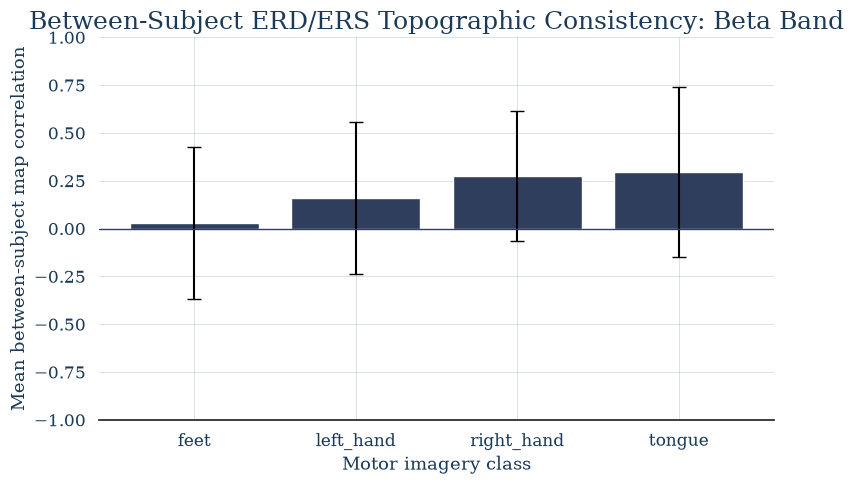 Between-Subject ERD/ERS Topographic Consistency: Beta Band
Mean between-subject map correlation
1.00
0.75
0.50
0.25
0.00
−0.25
−0.50
−0.75
−1.00
feet
left_hand
right_hand
tongue
Motor imagery class